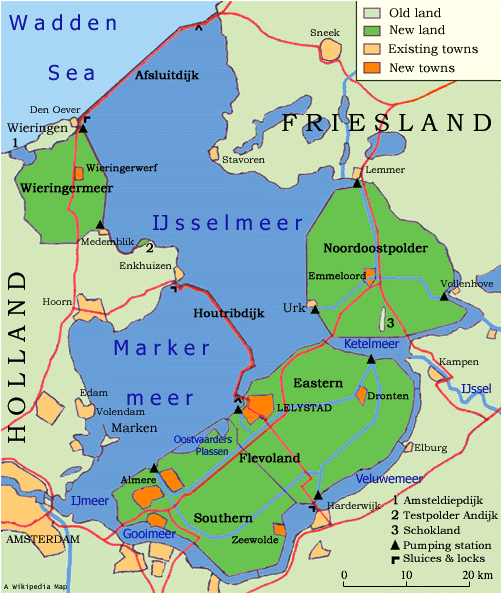 Wadden
Sea
Old land
New land
Existing towns
New towns
Sneek
Afsluitdijk
Den Oever
Wieringen
1
FRIESLAND
Stavoren
Lemmer
Wieringerwerf
Wieringermeer
IJsselmeer
Medemblik
2
Noordoostpolder
Enkhuizen
Emmeloord
Vollenhove
Hoorn
Houtribdijk
Urk
3
HOLLAND
Marker
meer
Ketelmeer
Kampen
IJssel
Eastern
Edam
Volendam
Marken
LELYSTAD
Dronten
Oostvaarders
Plassen
Elburg
Flevoland
Almere
Veluwemeer
IJmeer
Harderwijk
Southern
Gooimeer
AMSTERDAM
Zeewolde
1 Amsteldiepdijk
2 Testpolder Andijk
3 Schokland
Pumping station
Sluices & locks
0 10 20 km
A Wikipedia Map